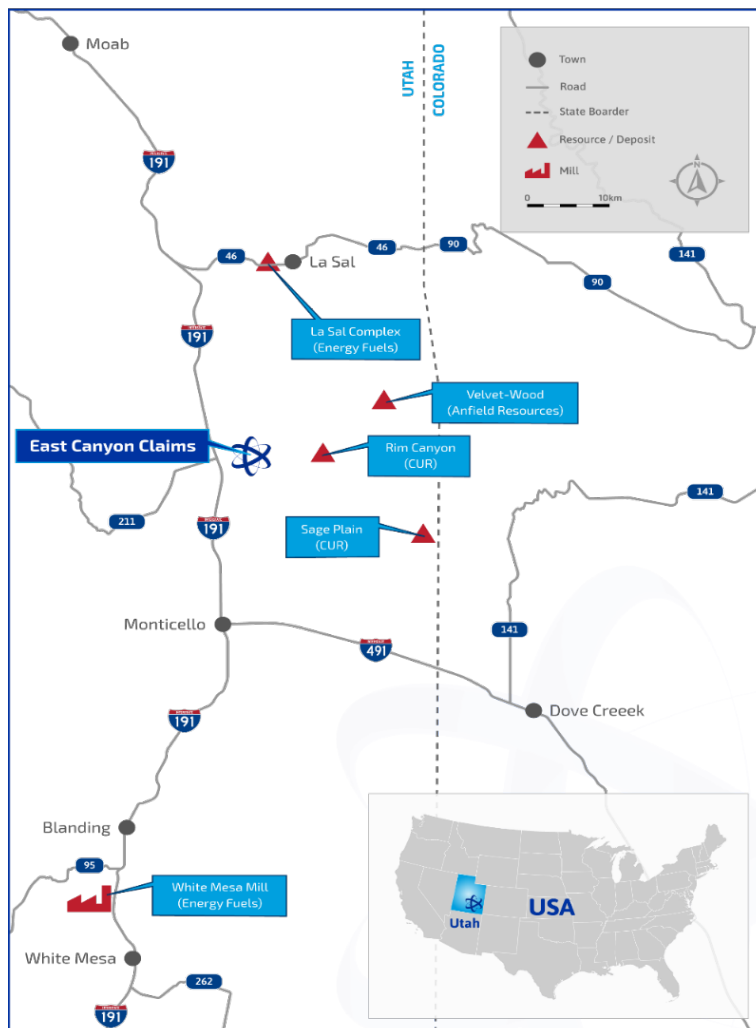 Moab
UTAH
COLORADO
Town
Road
State Boarder
Resource / Deposit
Mill
0 10km
N
191
46
La Sal
46
90
141
90
La Sal Complex
(Energy Fuels)
191
Velvet-Wood
(Anfield Resources)
East Canyon Claims
Rim Canyon
(CUR)
141
211
191
Sage Plain
(CUR)
Monticello
491
141
191
Dove Creeek
Blanding
95
White Mesa Mill
(Energy Fuels)
USA
Utah
White Mesa
262
191